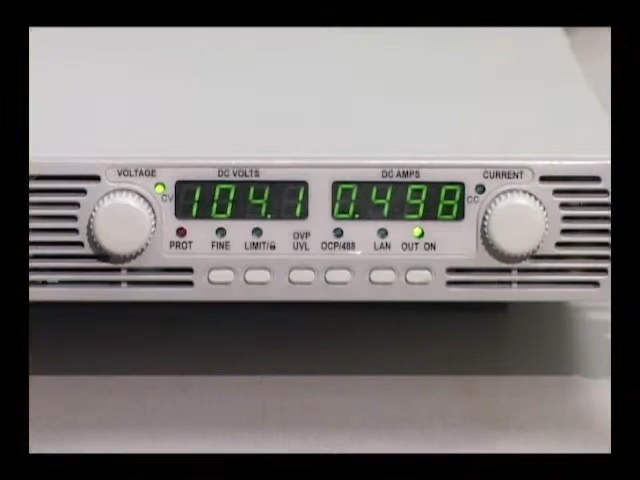 VOLTAGE DC VOLTS DC AMPS CURRENT
CV 104.1 0.498 CC
PROT FINE LIMIT/ OVP UVL OCP/488 LAN OUT ON